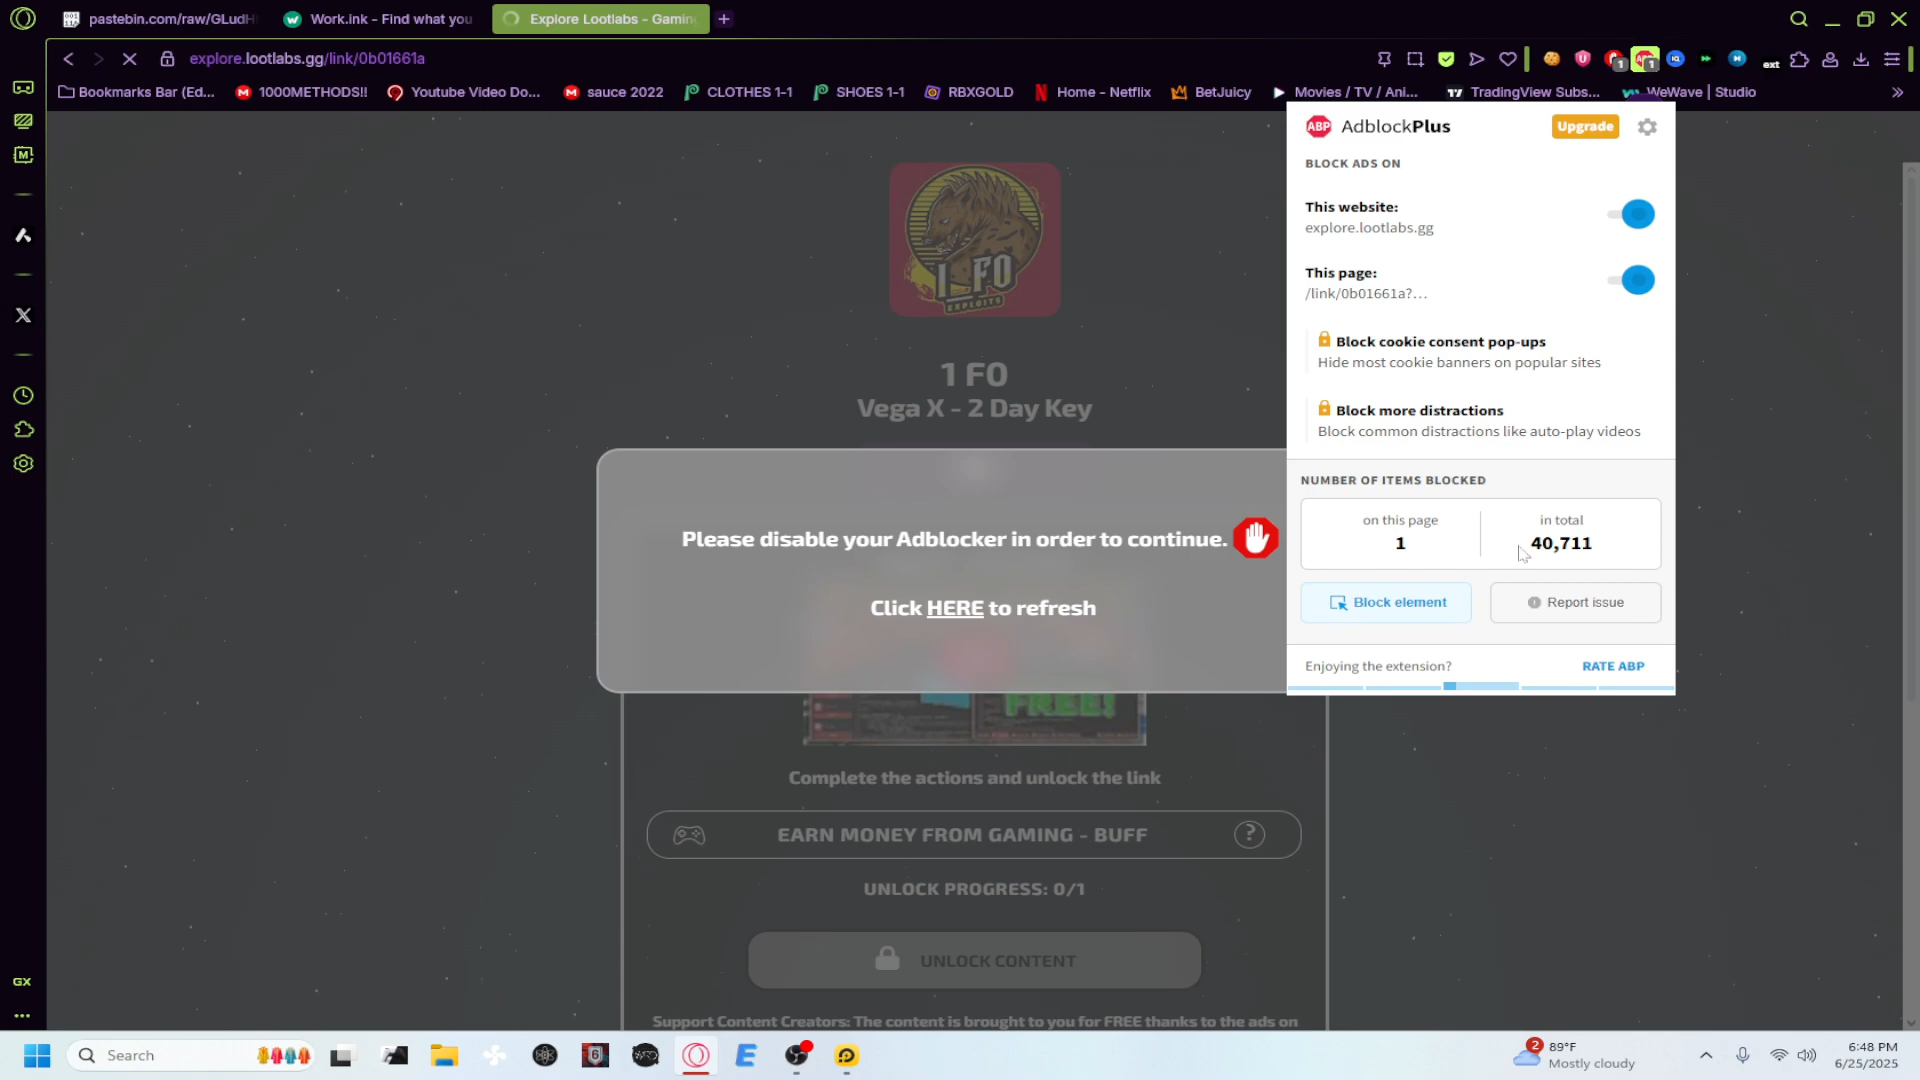 pastebin.com/raw/GLudH
Work.ink - Find what you
Explore Lootlabs - Gamin
explore.lootlabs.gg/link/0b01661a
1
1
ext
Bookmarks Bar (Ed...
1000METHODS!!
Youtube Video Do...
sauce 2022
CLOTHES 1-1
SHOES 1-1
RBXGOLD
Home - Netflix
BetJuicy
Movies / TV / Ani...
TradingView Subs...
WeWave | Studio
ABP AdblockPlus
Upgrade
BLOCK ADS ON
This website:
explore.lootlabs.gg
This page:
/link/0b01661a?...
Block cookie consent pop-ups
Hide most cookie banners on popular sites
Block more distractions
Block common distractions like auto-play videos
NUMBER OF ITEMS BLOCKED
on this page
1
in total
40,711
Block element
Report issue
Enjoying the extension?
RATE ABP
1_F0
EXPLOITS
1 F0
Vega X - 2 Day Key
Please disable your Adblocker in order to continue.
Click HERE to refresh
FREE!
Complete the actions and unlock the link
EARN MONEY FROM GAMING - BUFF
?
UNLOCK PROGRESS: 0/1
UNLOCK CONTENT
Support Content Creators: The content is brought to you for FREE thanks to the ads on
GX
Search
2
89°F
Mostly cloudy
6:48 PM
6/25/2025